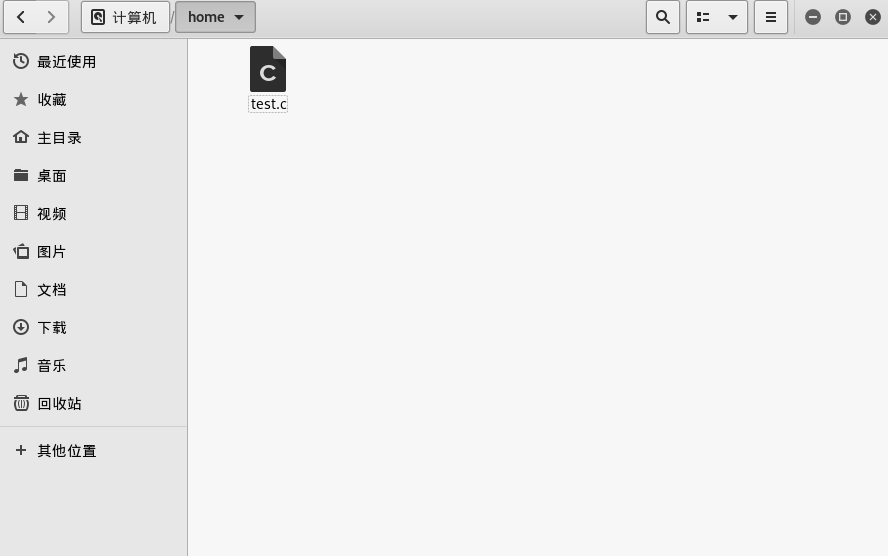 计算机
/
home
最近使用
收藏
主目录
桌面
视频
图片
文档
下载
音乐
回收站
其他位置
C
test.c